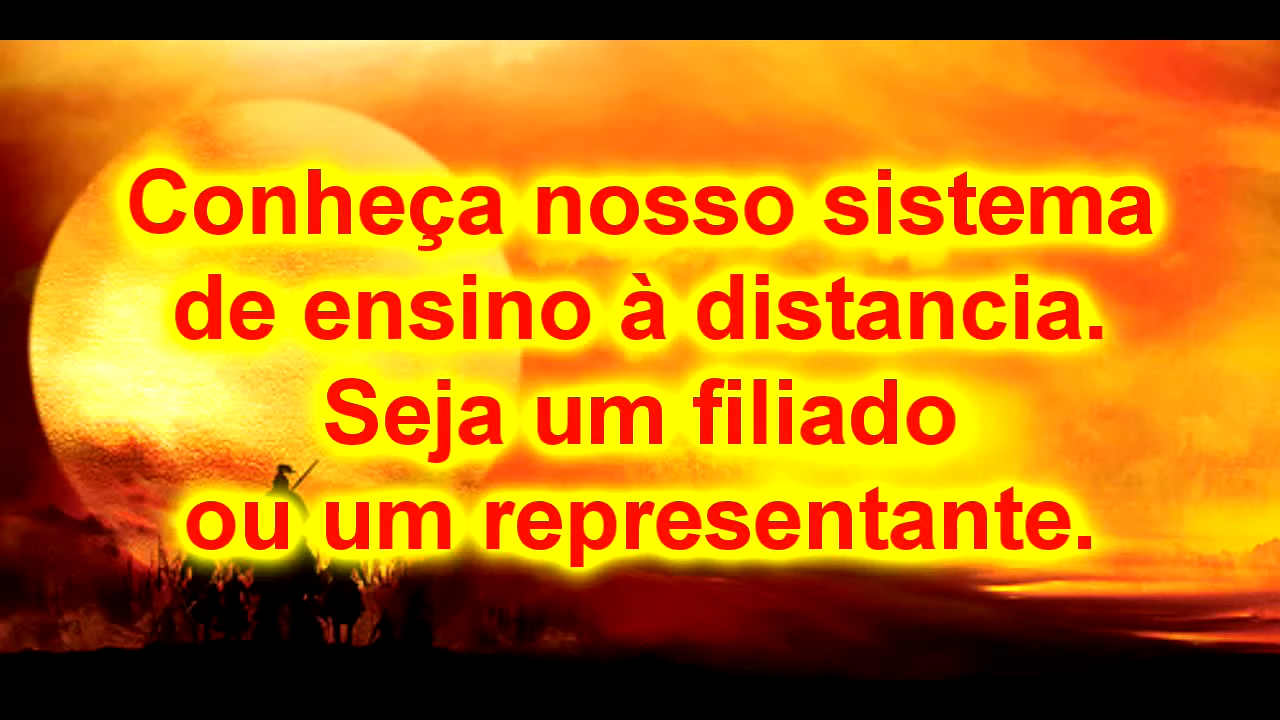 Conheça nosso sistema
de ensino à distancia.
Seja um filiado
ou um representante.